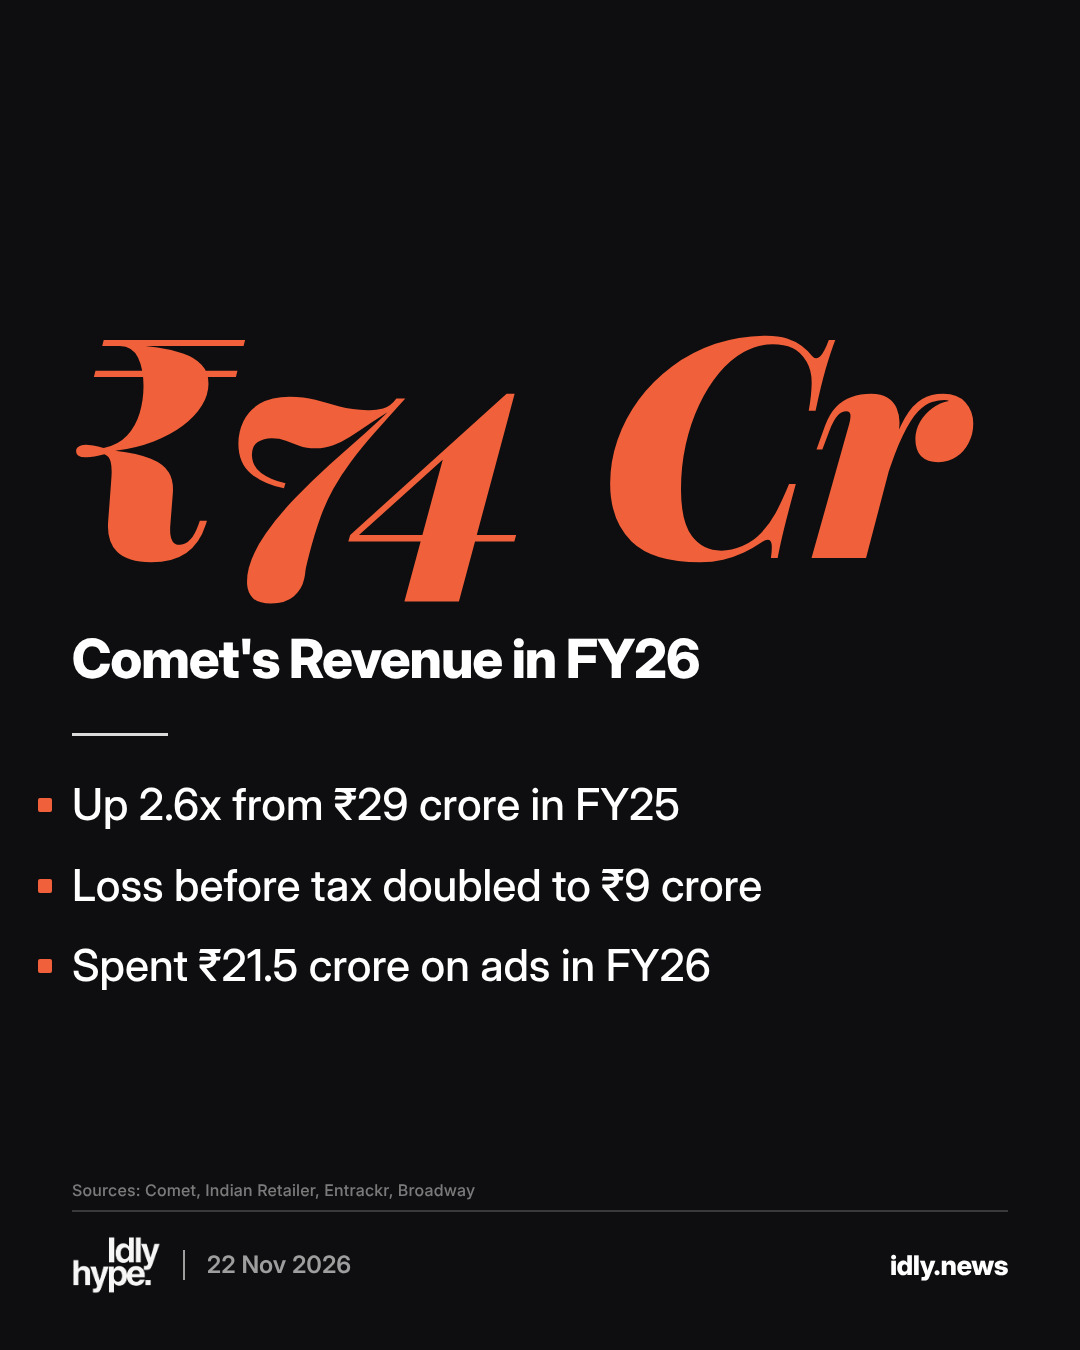 ₹74 Cr
Comet's Revenue in FY26
Up 2.6x from ₹29 crore in FY25
Loss before tax doubled to ₹9 crore
Spent ₹21.5 crore on ads in FY26
Sources: Comet, Indian Retailer, Entrackr, Broadway
Idly
hype.
22 Nov 2026
idly.news